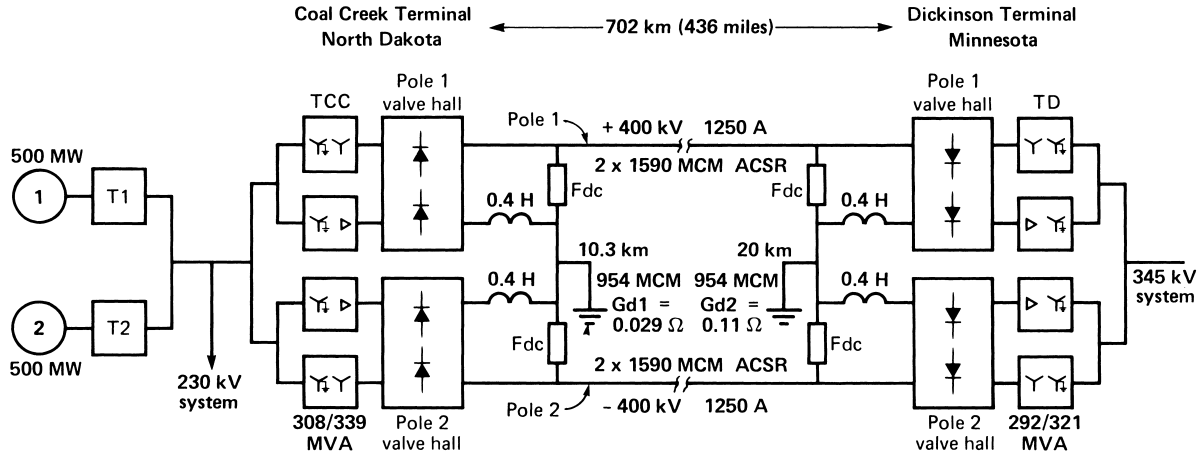 Coal Creek Terminal
North Dakota
702 km (436 miles)
Dickinson Terminal
Minnesota
TCC
Pole 1
valve hall
Pole 1
+ 400 kV 1250 A
2 x 1590 MCM ACSR
Pole 1
valve hall
TD
500 MW
1
T1
Fdc
0.4 H
Fdc
0.4 H
10.3 km
20 km
954 MCM
954 MCM
Gd1 =
0.029 Ω
Gd2 =
0.11 Ω
0.4 H
0.4 H
345 kV
system
2
T2
500 MW
230 kV
system
Fdc
Fdc
2 x 1590 MCM ACSR
Pole 2
– 400 kV 1250 A
308/339
MVA
Pole 2
valve hall
Pole 2
valve hall
292/321
MVA